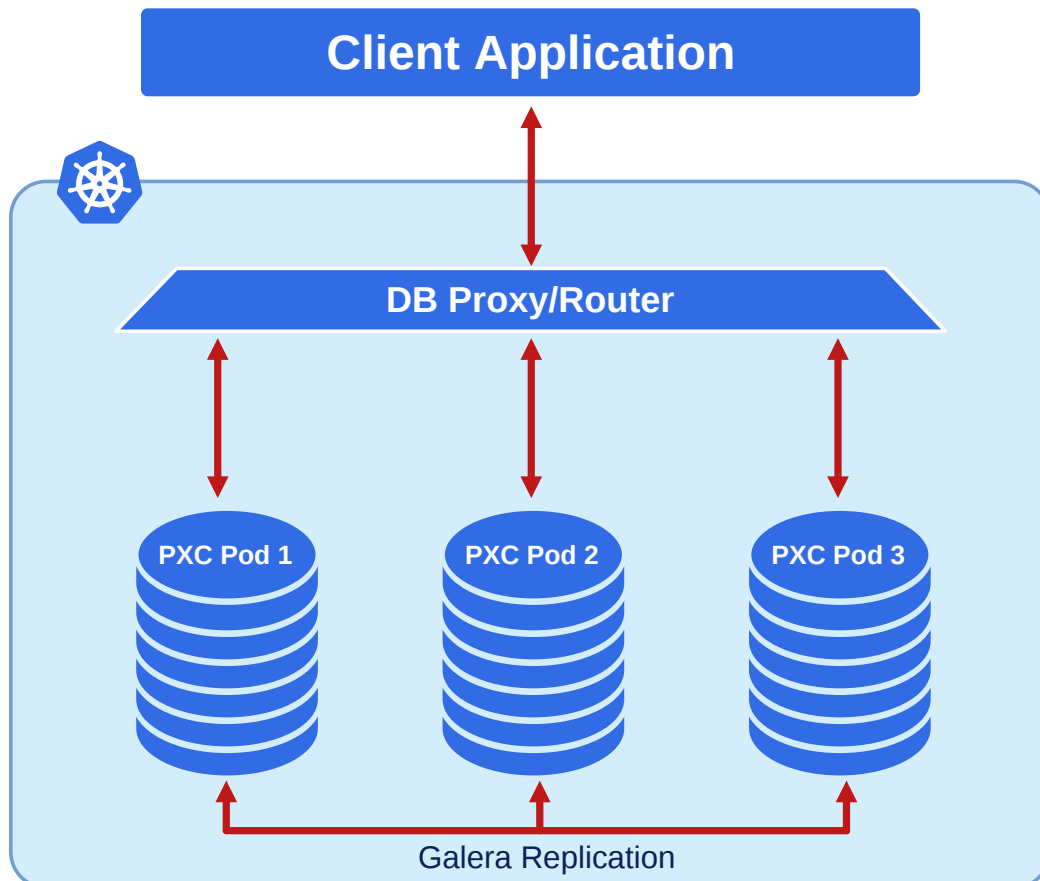 Client Application
DB Proxy/Router
PXC Pod 1
PXC Pod 2
PXC Pod 3
Galera Replication